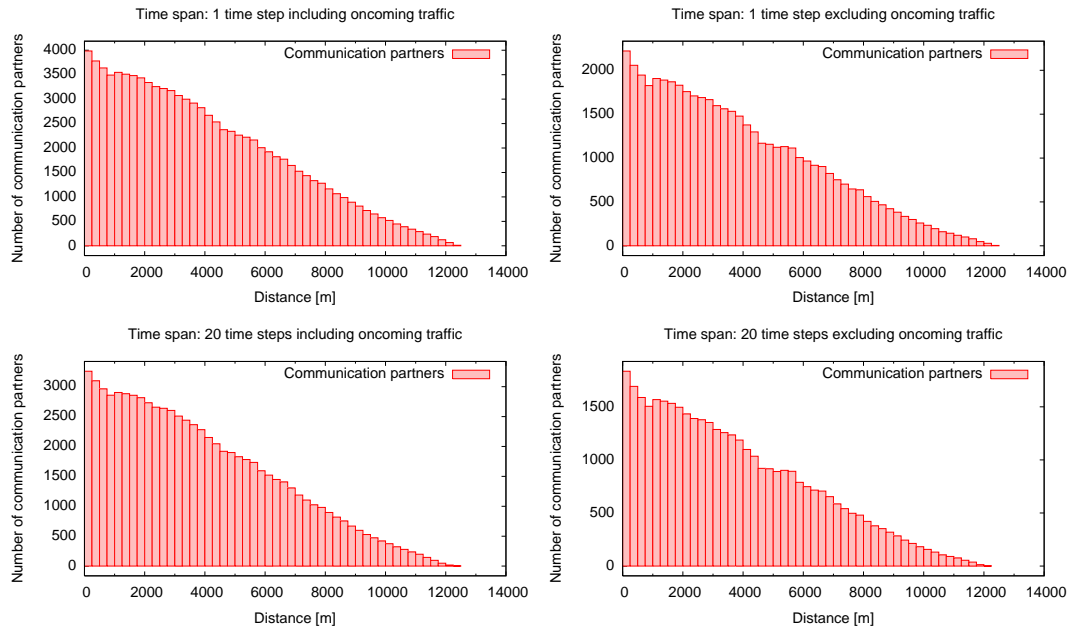 Time span: 1 time step including oncoming traffic
Number of communication partners
4000
3500
3000
2500
2000
1500
1000
500
0
Communication partners
0 2000 4000 6000 8000 10000 12000 14000
Distance [m]
Time span: 1 time step excluding oncoming traffic
Number of communication partners
2000
1500
1000
500
0
Communication partners
0 2000 4000 6000 8000 10000 12000 14000
Distance [m]
Time span: 20 time steps including oncoming traffic
Number of communication partners
3000
2500
2000
1500
1000
500
0
Communication partners
0 2000 4000 6000 8000 10000 12000 14000
Distance [m]
Time span: 20 time steps excluding oncoming traffic
Number of communication partners
1500
1000
500
0
Communication partners
0 2000 4000 6000 8000 10000 12000 14000
Distance [m]